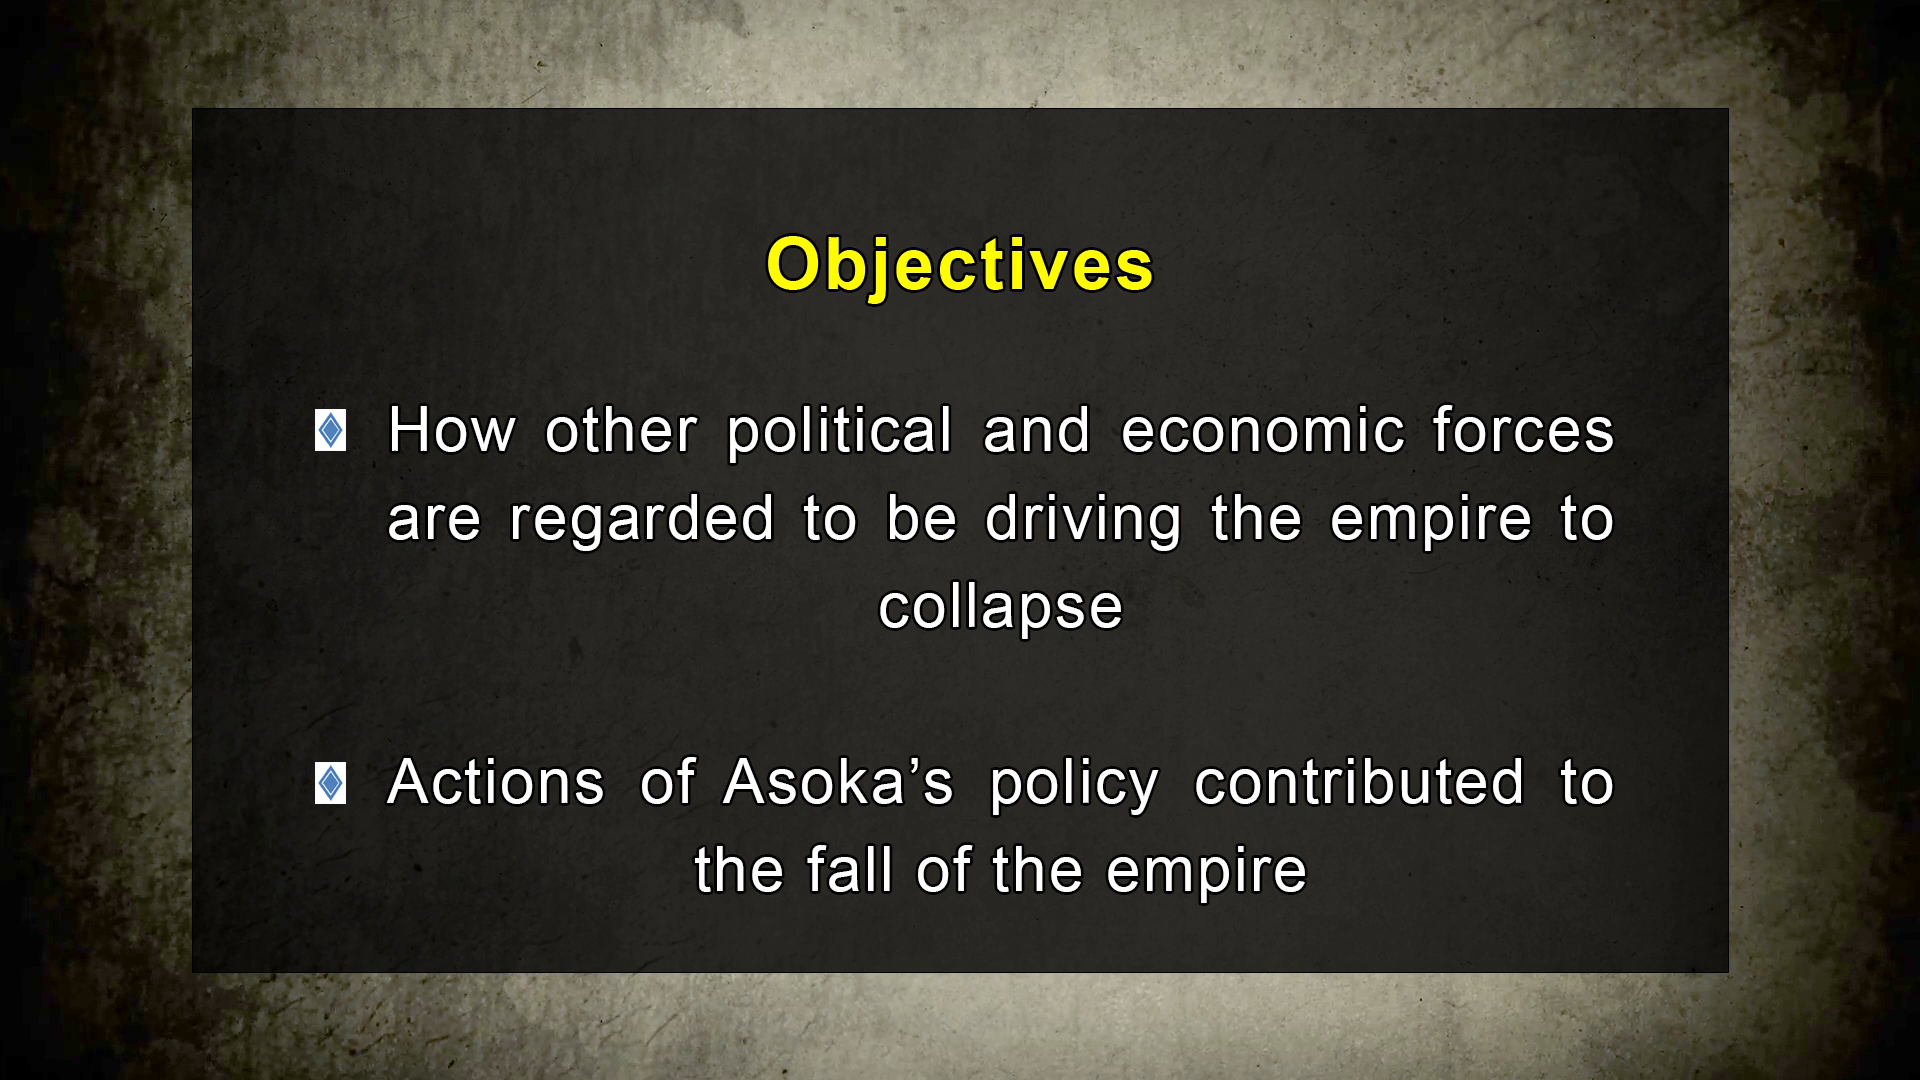 Objectives
How other political and economic forces
are regarded to be driving the empire to
collapse
Actions of Asoka’s policy contributed to
the fall of the empire